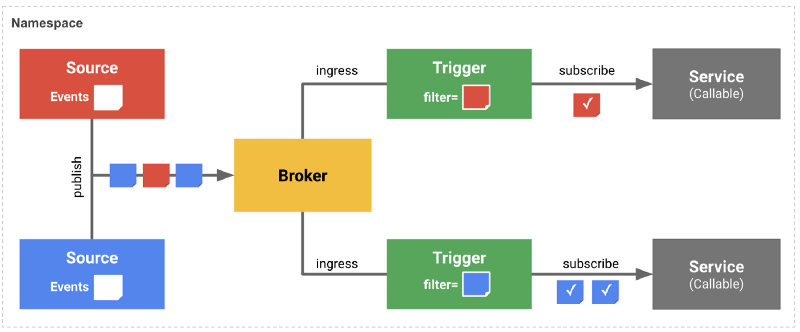 Namespace
Source
Events
publish
Source
Events
Broker
ingress
Trigger
filter=
subscribe
Service
(Callable)
ingress
Trigger
filter=
subscribe
Service
(Callable)